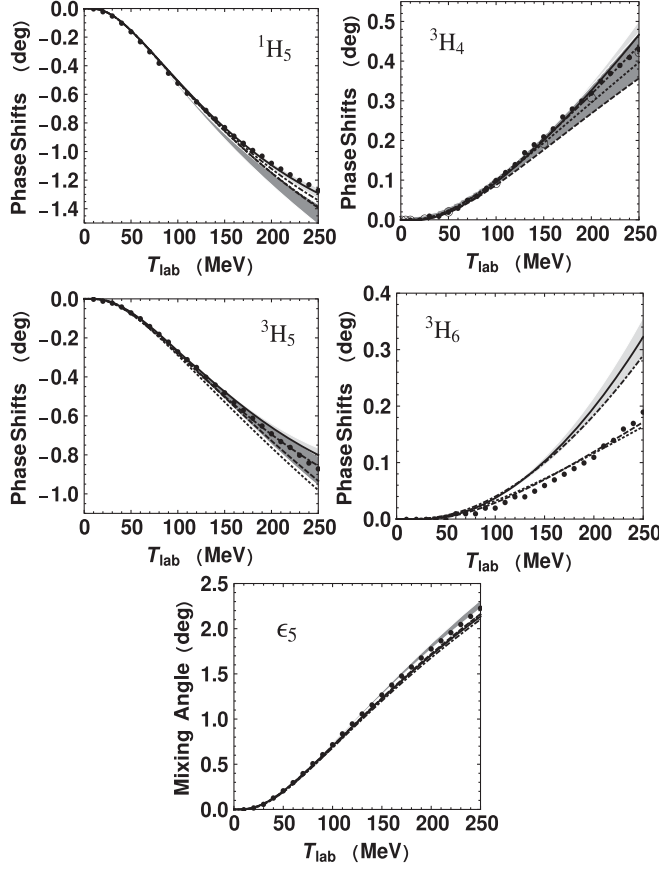 ¹H₅
Phase Shifts (deg)
0.0
−0.2
−0.4
−0.6
−0.8
−1.0
−1.2
−1.4
0 50 100 150 200 250
T_lab (MeV)
³H₄
Phase Shifts (deg)
0.5
0.4
0.3
0.2
0.1
0.0
0 50 100 150 200 250
T_lab (MeV)
³H₅
Phase Shifts (deg)
0.0
−0.2
−0.4
−0.6
−0.8
−1.0
0 50 100 150 200 250
T_lab (MeV)
³H₆
Phase Shifts (deg)
0.4
0.3
0.2
0.1
0.0
0 50 100 150 200 250
T_lab (MeV)
ϵ₅
Mixing Angle (deg)
2.5
2.0
1.5
1.0
0.5
0.0
0 50 100 150 200 250
T_lab (MeV)